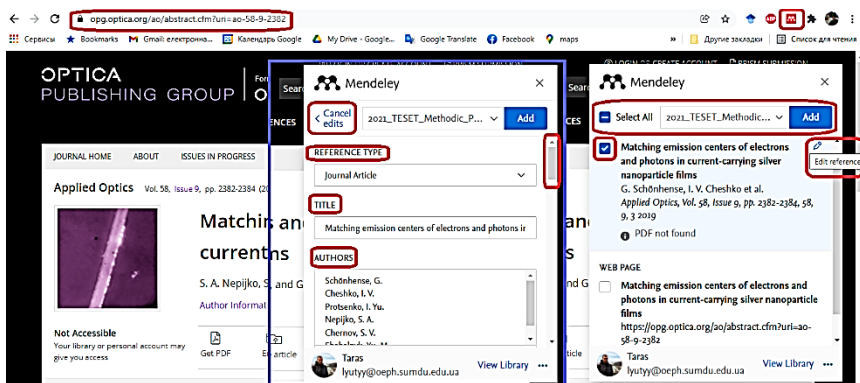 opg.optica.org/ao/abstract.cfm?uri=ao-58-9-2382
Сервисы Bookmarks Gmail: електронна... Календарь Google My Drive - Google... Google Translate Facebook maps » Другие закладки Список для чтения
OPTICA
PUBLISHING GROUP
JOURNAL HOME ABOUT ISSUES IN PROGRESS
Applied Optics Vol. 58, Issue 9, pp. 2382-2384
Matchin
current
S. A. Nepijko,
Author Informat
Not Accessible
Your library or personal account may
give you access
Get PDF
Mendeley
Cancel
edits
2021_TESET_Methodic_P...
Add
REFERENCE TYPE
Journal Article
TITLE
Matching emission centers of electrons and photons ir
AUTHORS
Schönhense, G.
Cheshko, I. V.
Protsenko, I. Yu.
Nepijko, S. A.
Chernov, S. V.
Taras
lyutyy@oeph.sumdu.edu.ua
View Library
Mendeley
Select All 2021_TESET_Methodic... Add
Matching emission centers of electrons
and photons in current-carrying silver
nanoparticle films
Edit reference
G. Schönhense, I. V. Cheshko et al.
Applied Optics, Vol. 58, Issue 9, pp. 2382-2384, 58,
9, 3 2019
PDF not found
WEB PAGE
Matching emission centers of electrons and
photons in current-carrying silver nanoparticle
films
https://opg.optica.org/ao/abstract.cfm?uri=ao-
58-9-2382
Taras
lyutyy@oeph.sumdu.edu.ua
View Library